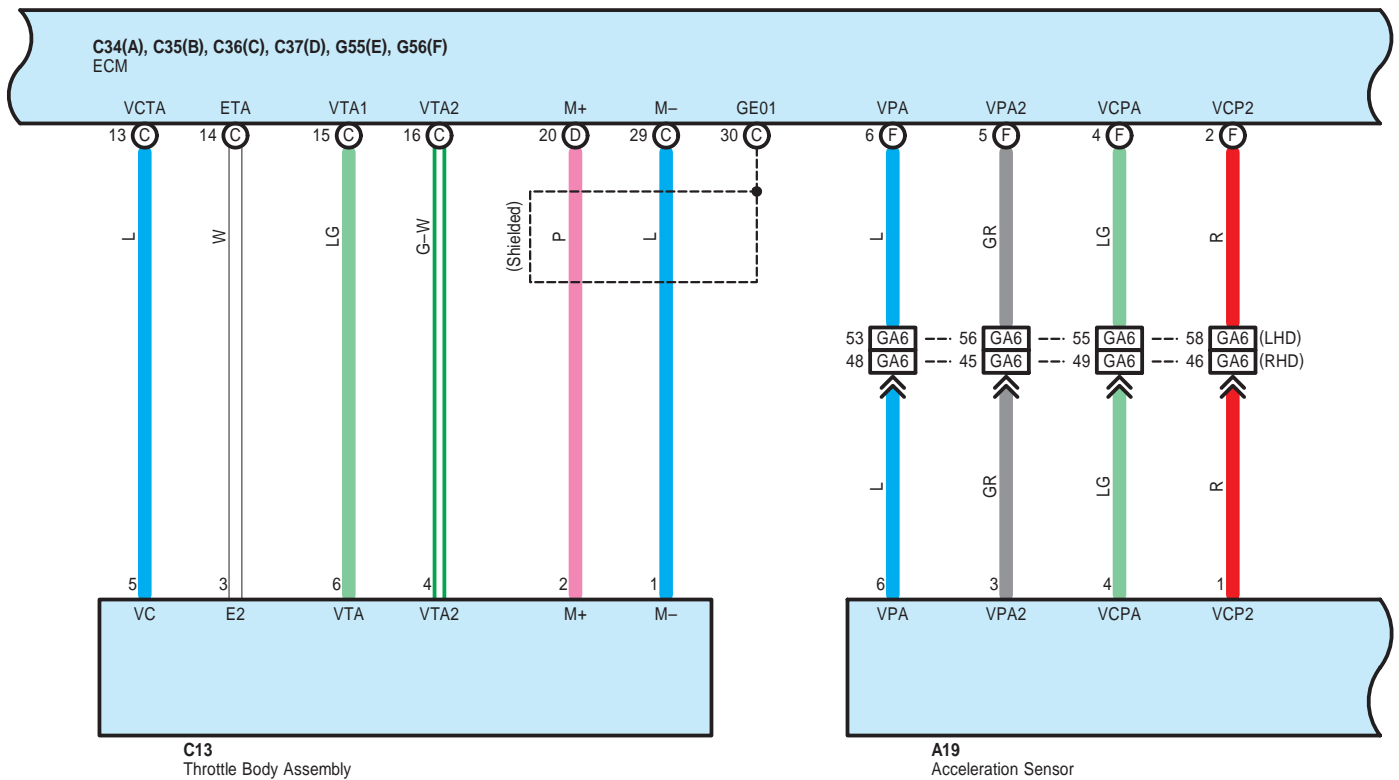 C34(A), C35(B), C36(C), C37(D), G55(E), G56(F)
ECM
VCTA ETA VTA1 VTA2 M+ M– GE01 VPA VPA2 VCPA VCP2
13 C 14 C 15 C 16 C 20 D 29 C 30 C 6 F 5 F 4 F 2 F
L W LG G–W (Shielded) P L L GR LG R
53 GA6 56 GA6 55 GA6 58 GA6 (LHD)
48 GA6 45 GA6 49 GA6 46 GA6 (RHD)
L GR LG R
5 3 6 4 2 1 6 3 4 1
VC E2 VTA VTA2 M+ M– VPA VPA2 VCPA VCP2
C13
Throttle Body Assembly
A19
Acceleration Sensor